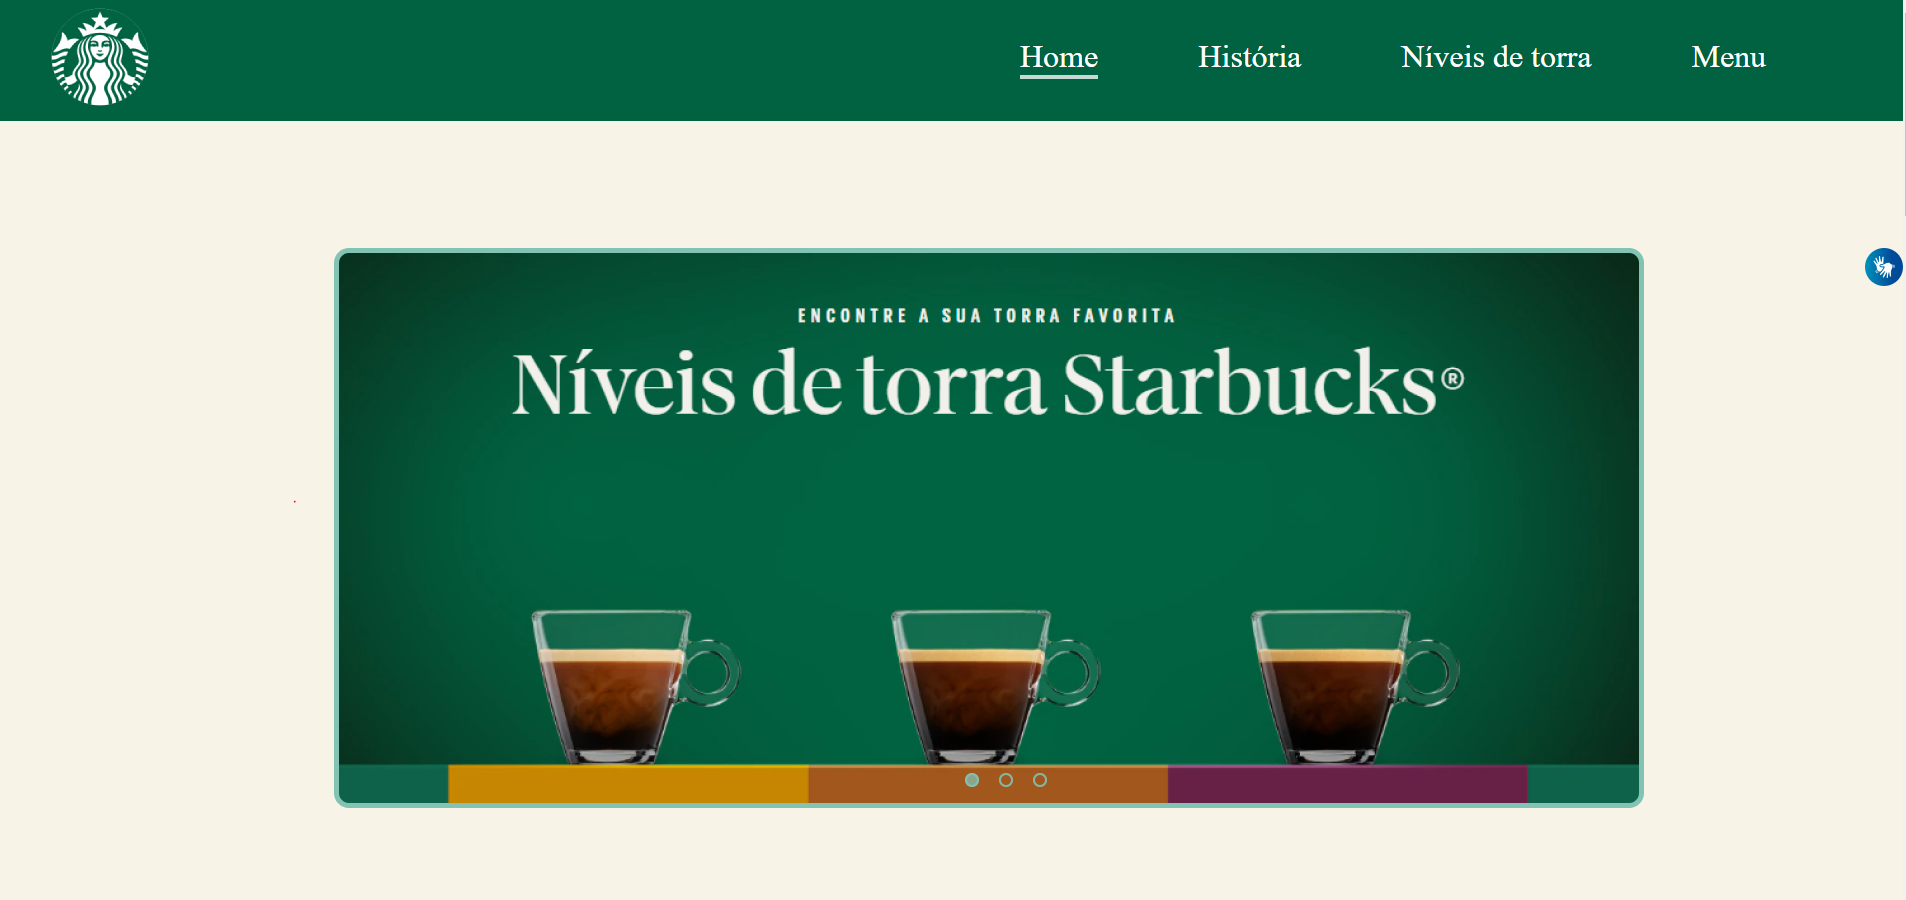 Home
História
Níveis de torra
Menu
ENCONTRE A SUA TORRA FAVORITA
Níveis de torra Starbucks®